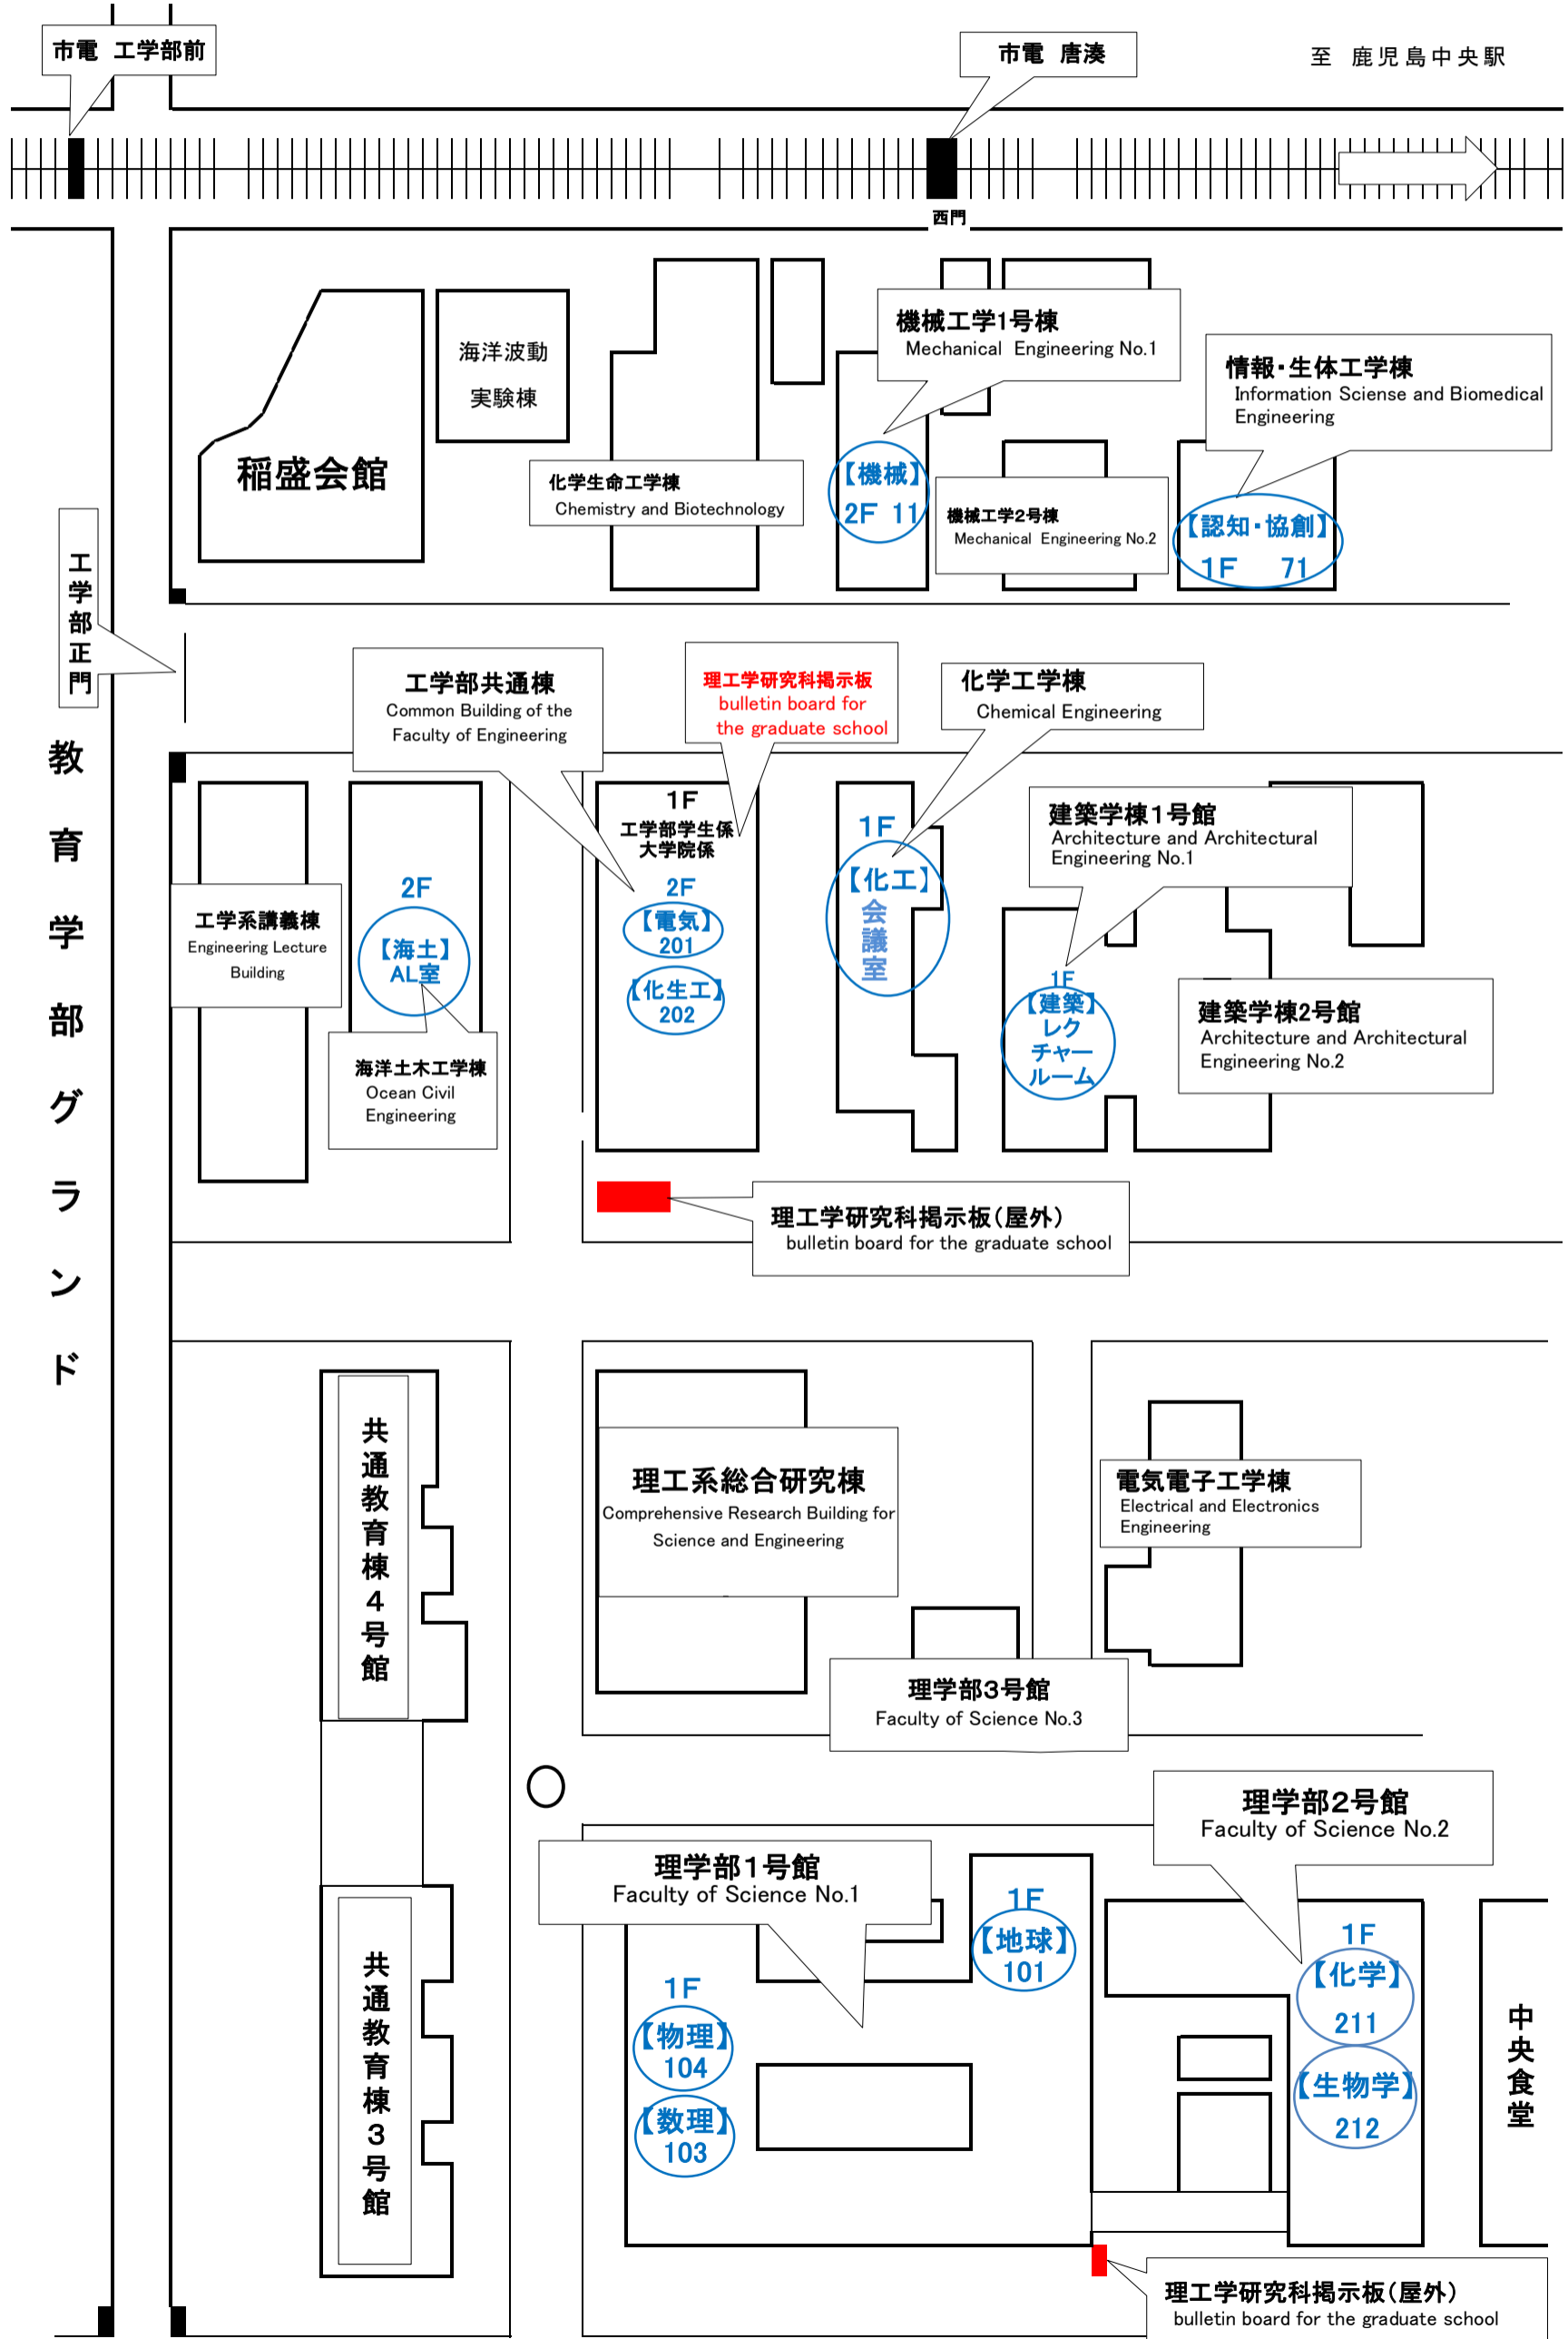 市電　工学部前
市電　唐湊
至　鹿児島中央駅
西門
海洋波動
実験棟
稲盛会館
化学生命工学棟
Chemistry and Biotechnology
機械工学1号棟
Mechanical Engineering No.1
【機械】
2F 11
機械工学2号棟
Mechanical Engineering No.2
情報・生体工学棟
Information Sciense and Biomedical
Engineering
【認知・協創】
1F 71
工学部正門
教育学部グランド
工学部共通棟
Common Building of the
Faculty of Engineering
理工学研究科掲示板
bulletin board for
the graduate school
化学工学棟
Chemical Engineering
工学系講義棟
Engineering Lecture
Building
2F
【海土】
AL室
海洋土木工学棟
Ocean Civil
Engineering
1F
工学部学生係
大学院係
2F
【電気】
201
【化生工】
202
1F
【化工】
会議室
建築学棟1号館
Architecture and Architectural
Engineering No.1
1F
【建築】
レク
チャー
ルーム
建築学棟2号館
Architecture and Architectural
Engineering No.2
理工学研究科掲示板（屋外）
bulletin board for the graduate school
共通教育棟４号館
理工系総合研究棟
Comprehensive Research Building for
Science and Engineering
電気電子工学棟
Electrical and Electronics
Engineering
理学部3号館
Faculty of Science No.3
理学部1号館
Faculty of Science No.1
理学部2号館
Faculty of Science No.2
1F
【地球】
101
1F
【物理】
104
【数理】
103
1F
【化学】
211
【生物学】
212
共通教育棟３号館
中央食堂
理工学研究科掲示板（屋外）
bulletin board for the graduate school